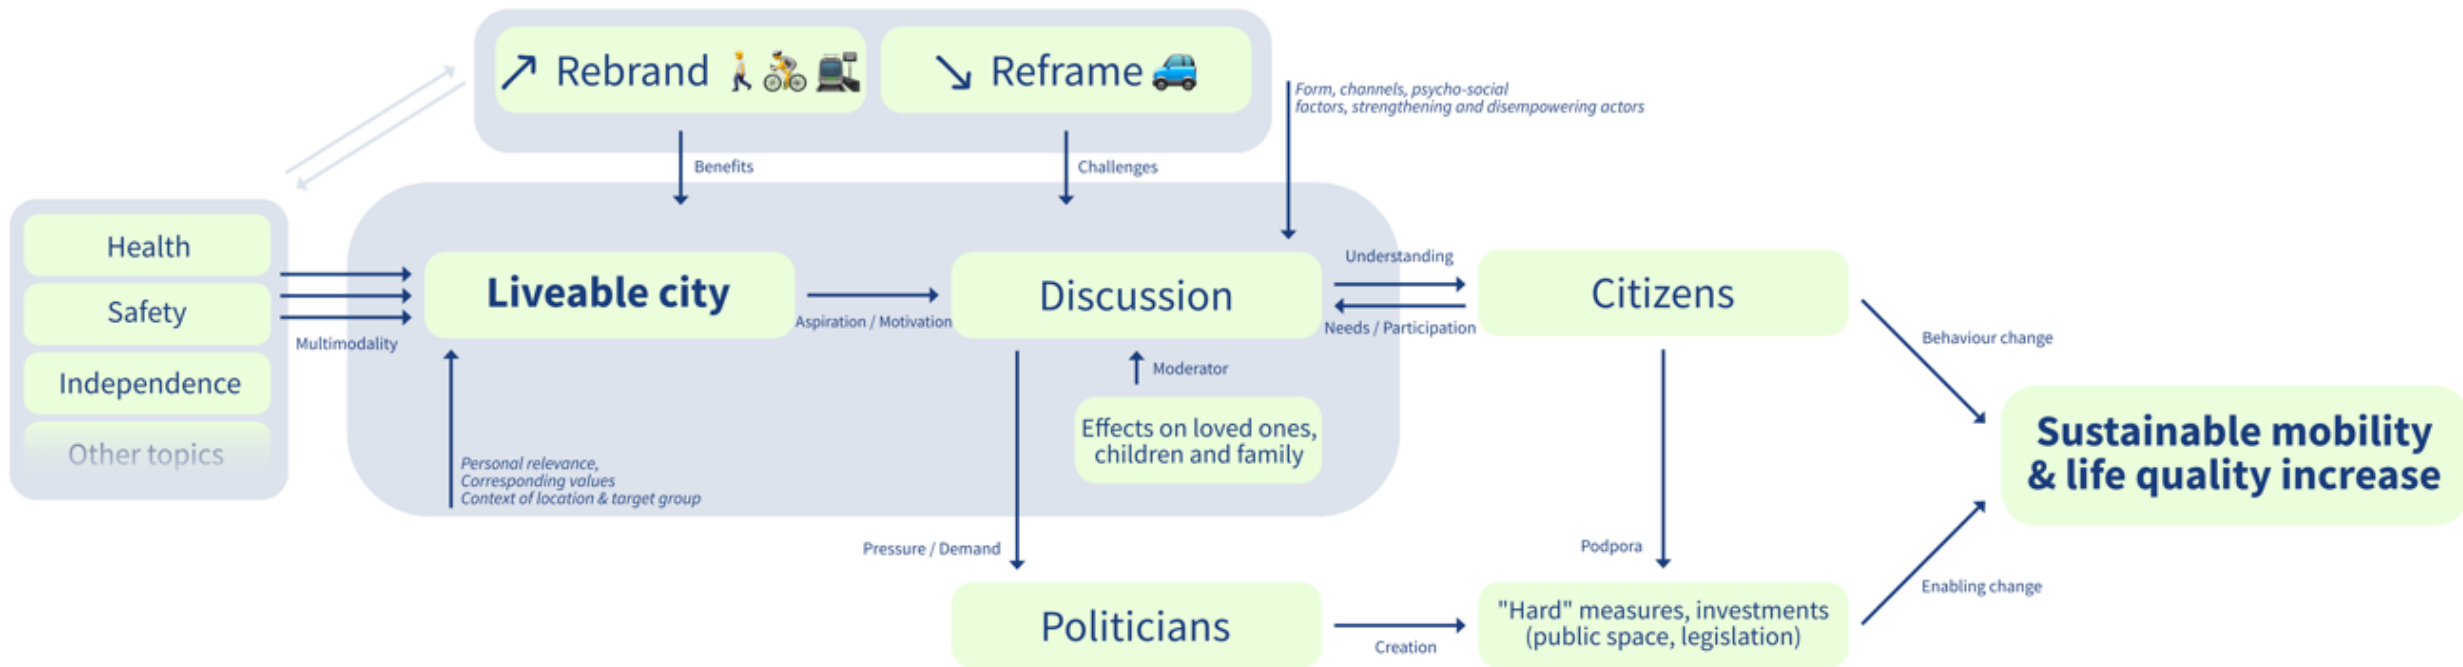 Rebrand
Reframe
Form, channels, psycho-social
factors, strengthening and disempowering actors
Benefits
Challenges
Health
Safety
Independence
Other topics
Multimodality
Liveable city
Aspiration / Motivation
Discussion
Understanding
Needs / Participation
Citizens
Moderator
Effects on loved ones,
children and family
Personal relevance,
Corresponding values
Context of location & target group
Behaviour change
Sustainable mobility
& life quality increase
Pressure / Demand
Podpora
Enabling change
Politicians
Creation
"Hard" measures, investments
(public space, legislation)